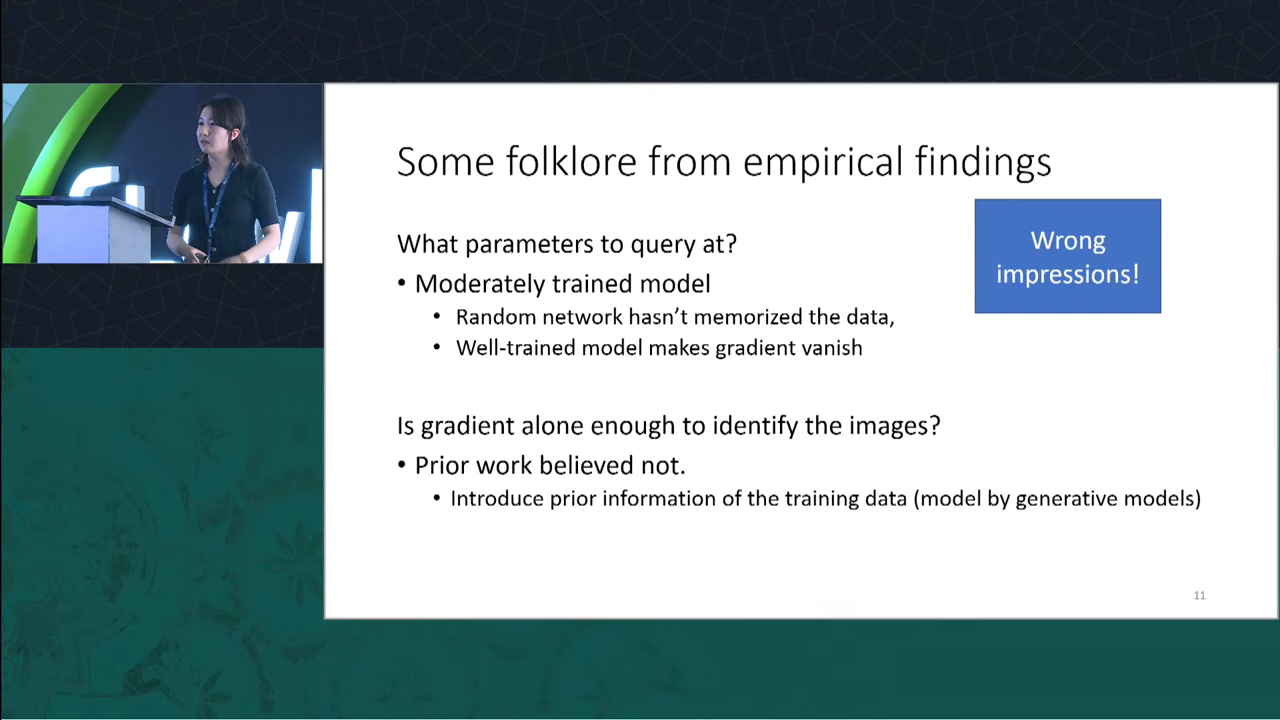 Some folklore from empirical findings
Wrong
impressions!
What parameters to query at?
• Moderately trained model
• Random network hasn't memorized the data,
• Well-trained model makes gradient vanish
Is gradient alone enough to identify the images?
• Prior work believed not.
• Introduce prior information of the training data (model by generative models)
11